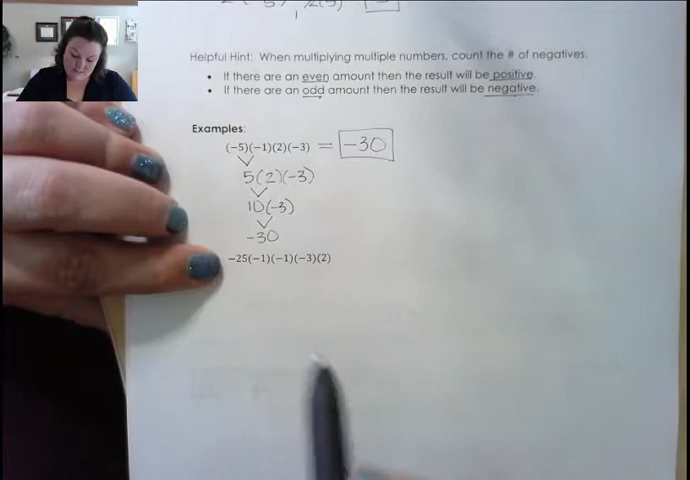 Helpful Hint: When multiplying multiple numbers, count the # of negatives.
• If there are an even amount then the result will be positive.
• If there are an odd amount then the result will be negative.
Examples:
(−5)(−1)(2)(−3) = -30
5(2)(-3)
10(-3)
-30
−25(−1)(−1)(−3)(2)